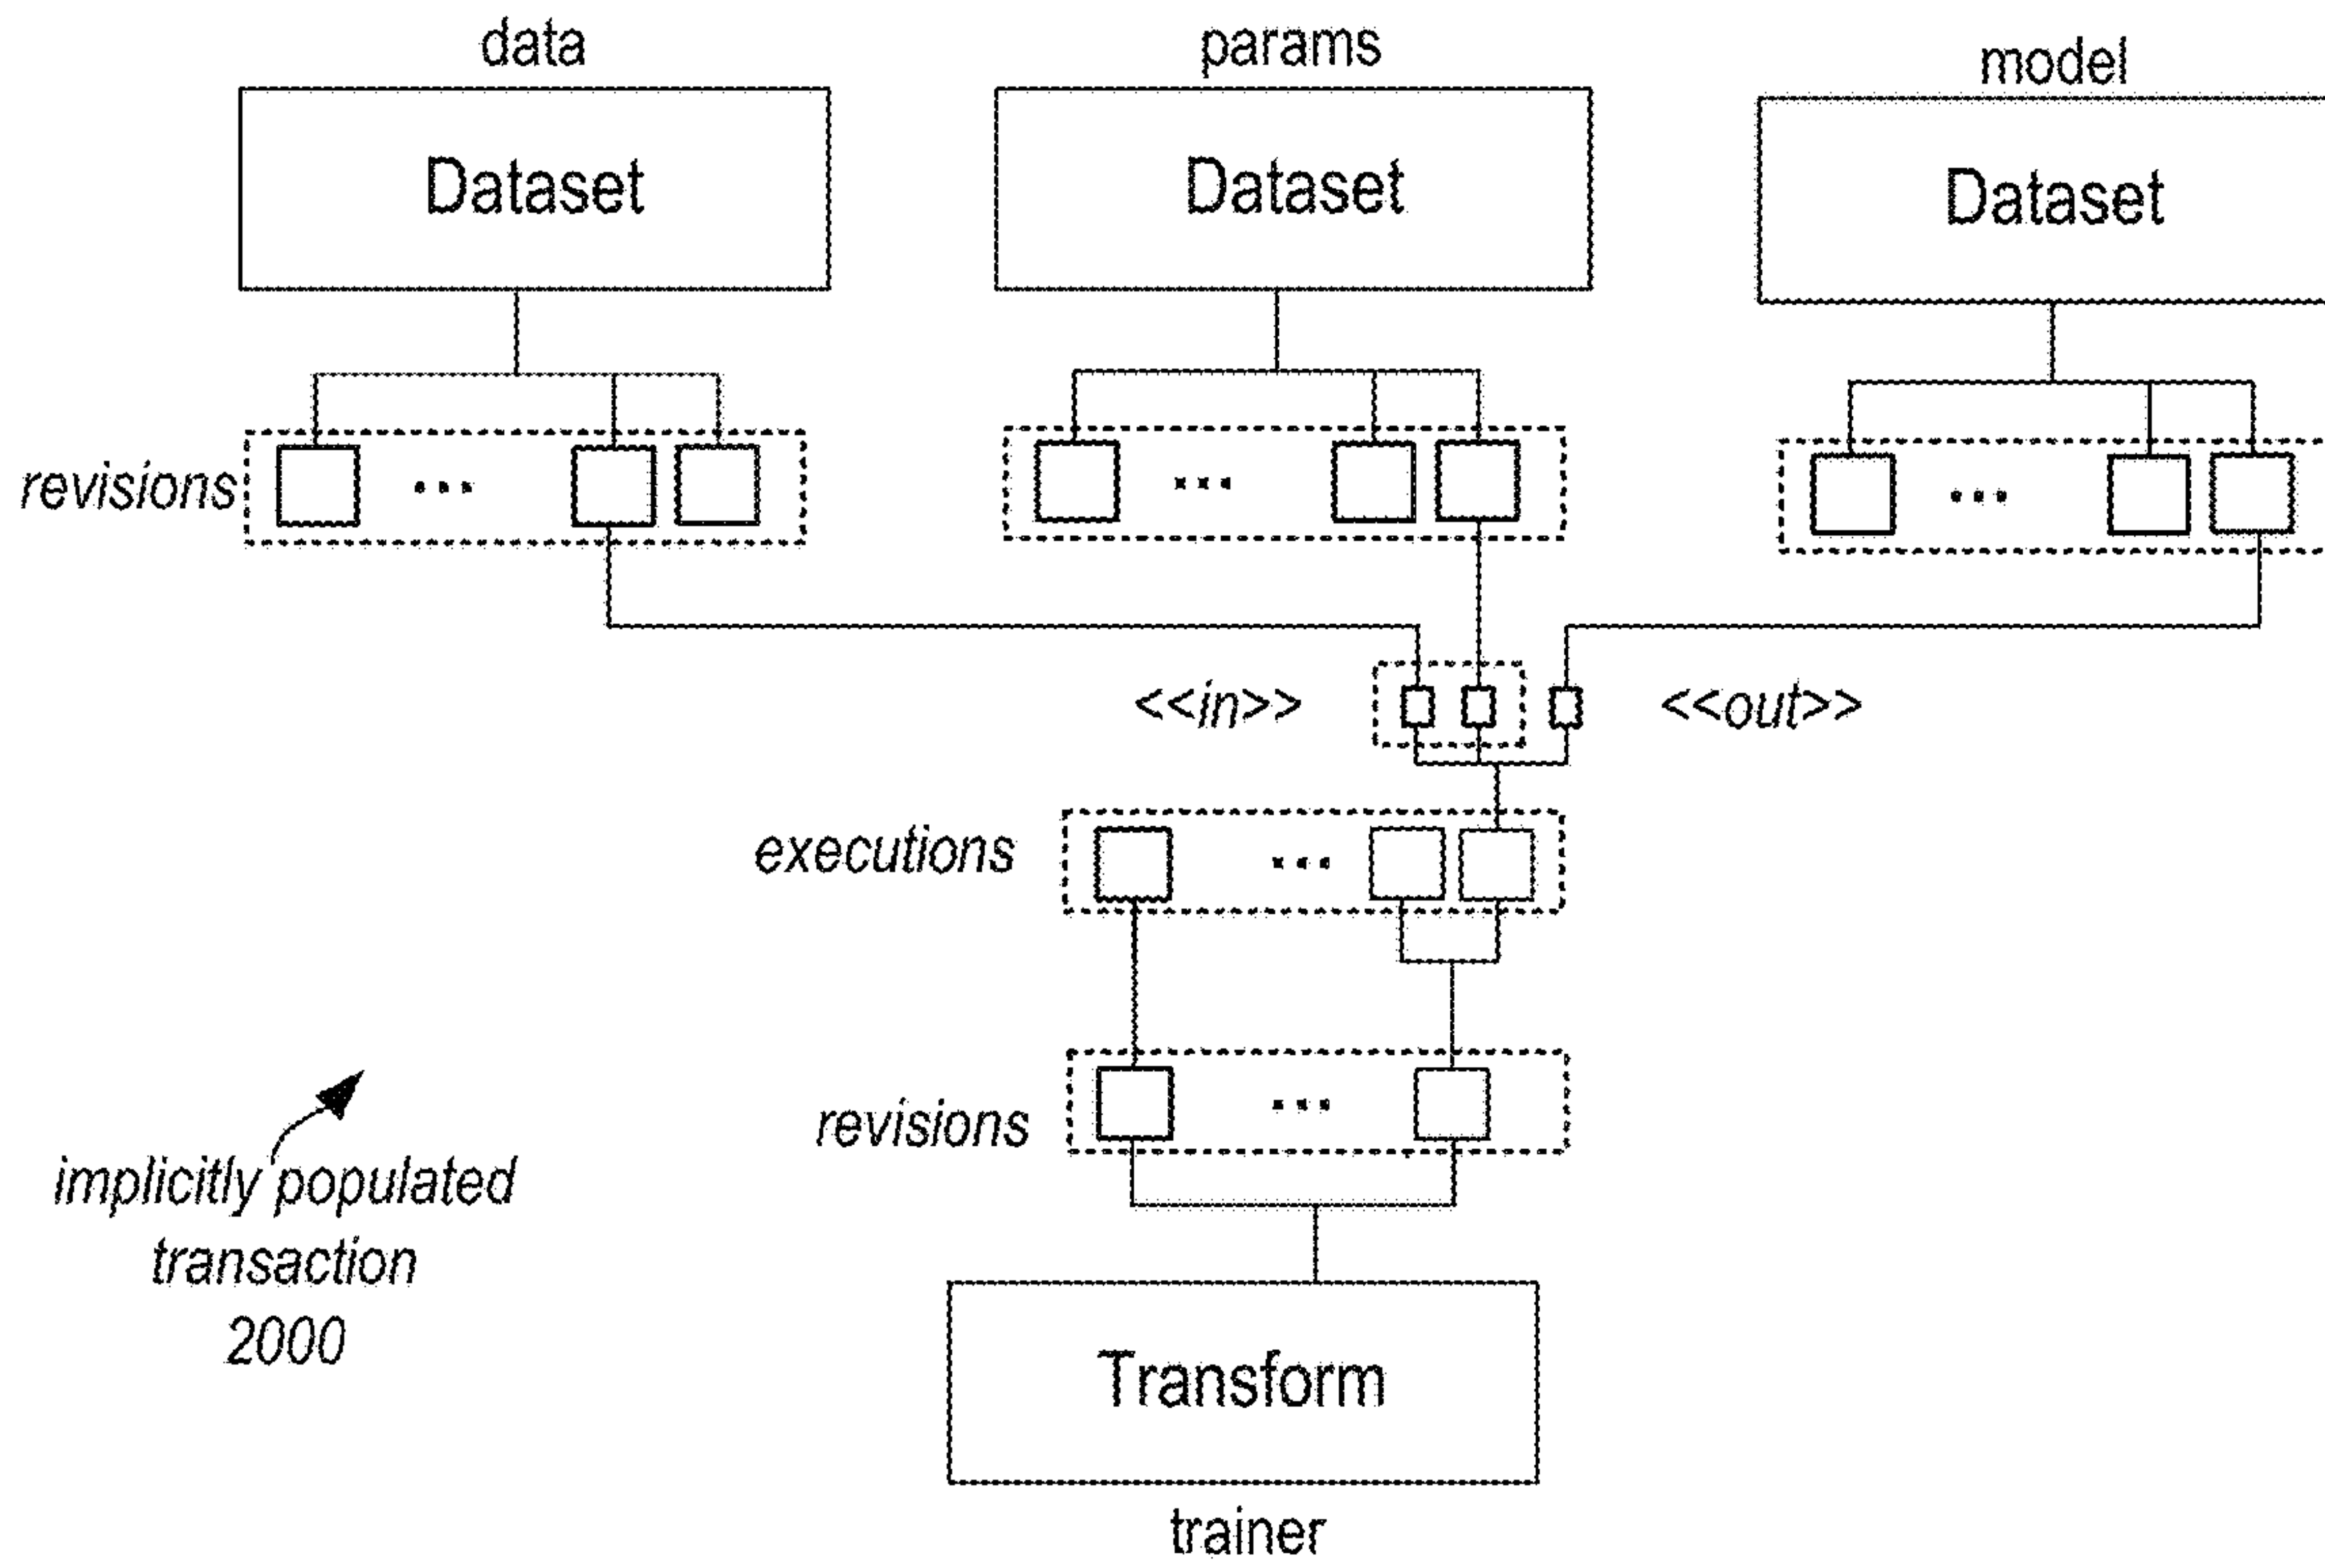 data
params
model
Dataset
Dataset
Dataset
revisions
...
...
...
<<in>>
<<out>>
executions
...
revisions
...
implicitly populated
transaction
2000
Transform
trainer